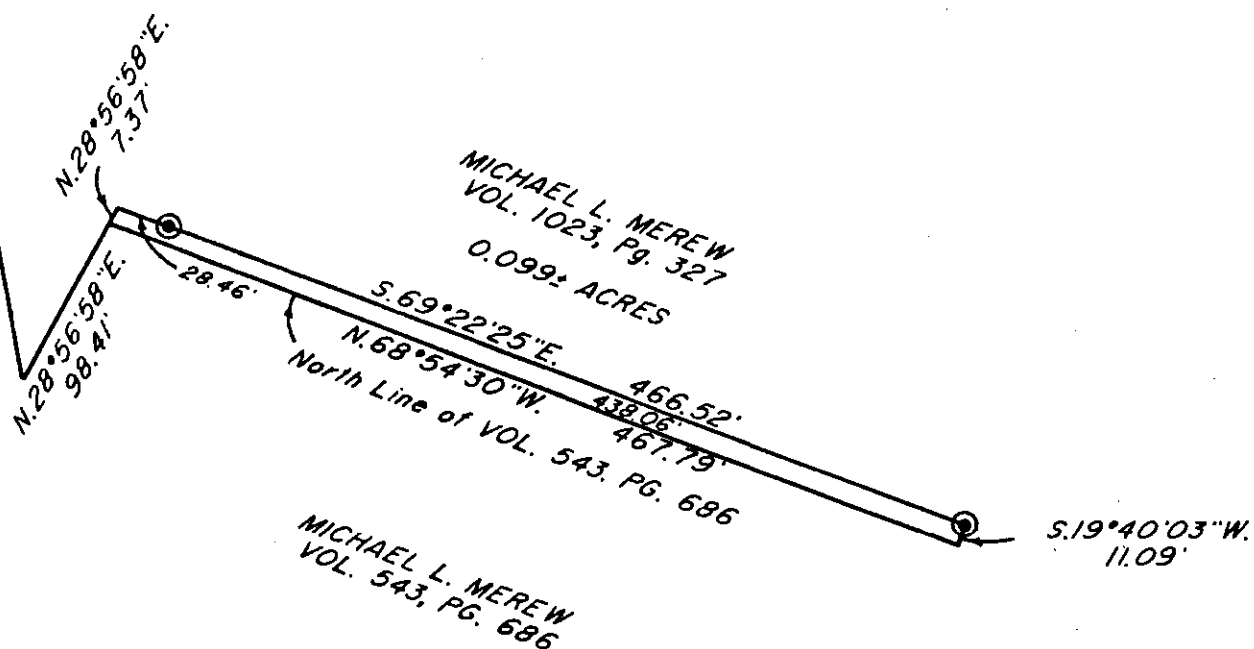 N.28°56'58"E.
7.37'
MICHAEL L. MEREW
VOL. 1023, Pg. 327
0.099± ACRES
N.28°56'58"E.
98.41'
28.46'
S.69°22'25"E.
466.52'
438.06'
N.68°54'30"W.
467.79'
North Line of VOL. 543. PG. 686
S.19°40'03"W.
11.09'
MICHAEL L. MEREW
VOL. 543, PG. 686